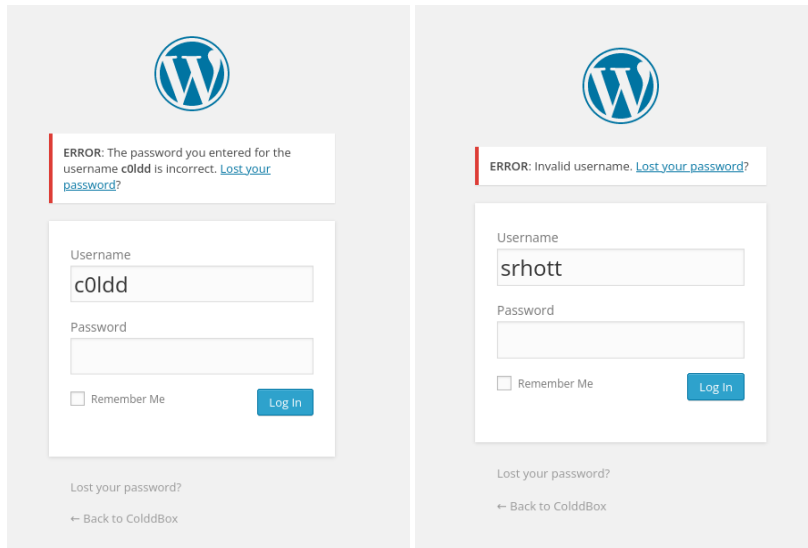 ERROR: The password you entered for the
username c0ldd is incorrect. Lost your
password?
Username
c0ldd
Password
Remember Me
Log In
Lost your password?
← Back to ColddBox
ERROR: Invalid username. Lost your password?
Username
srhott
Password
Remember Me
Log In
Lost your password?
← Back to ColddBox